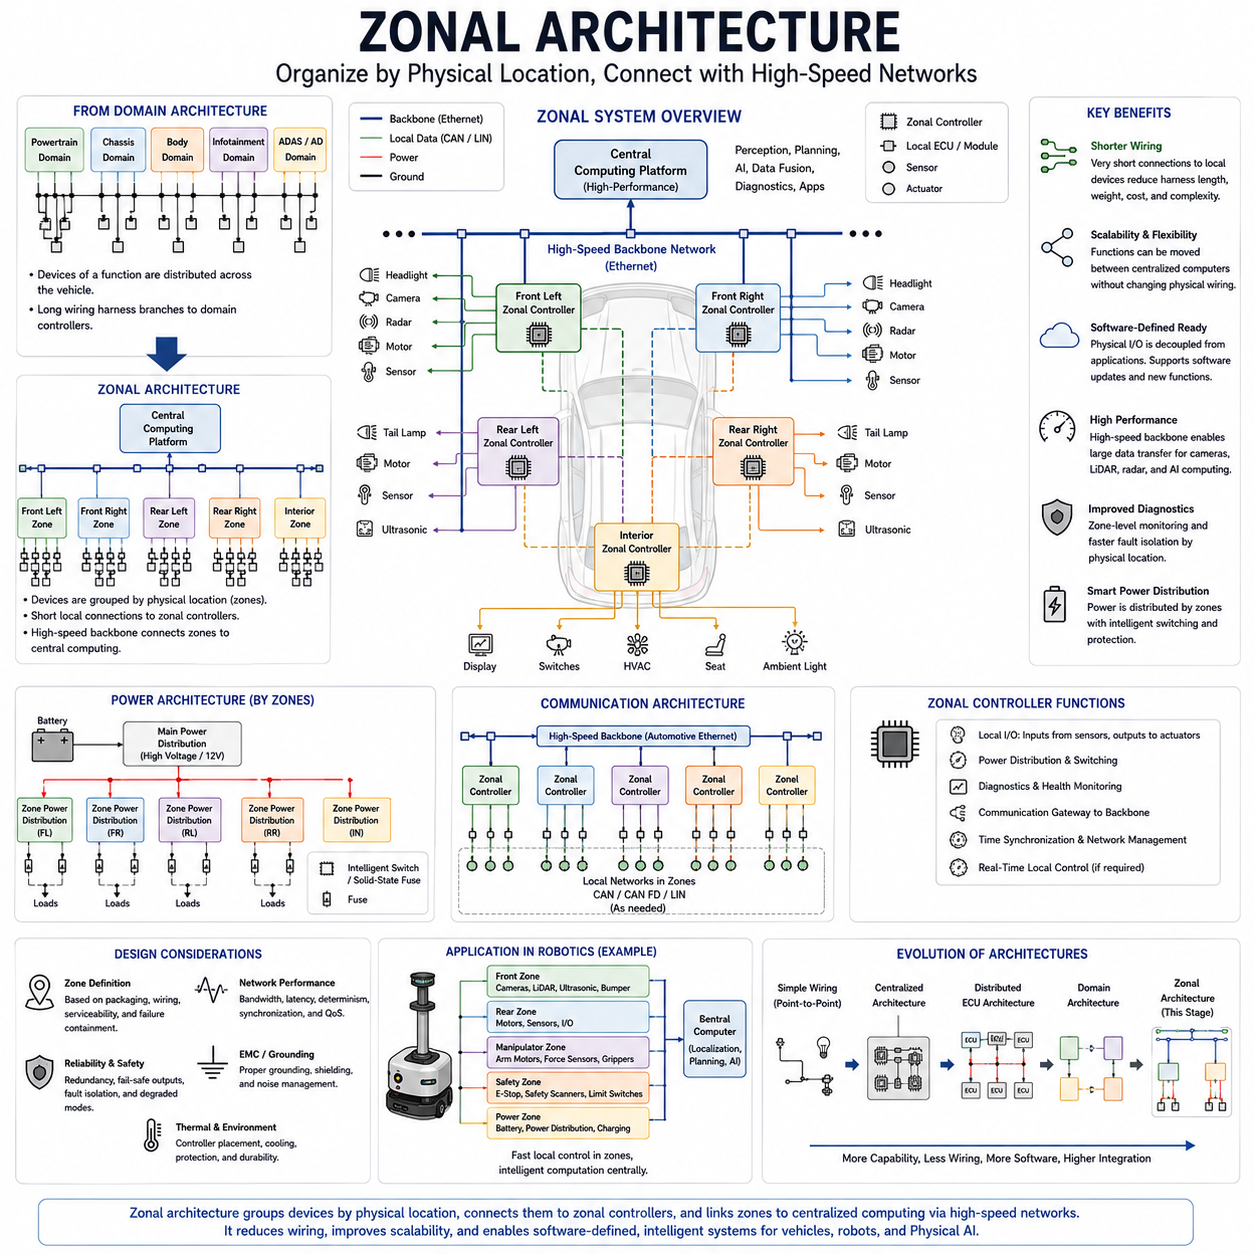 ZONAL ARCHITECTURE
Organize by Physical Location, Connect with High-Speed Networks
FROM DOMAIN ARCHITECTURE
Powertrain
Domain
Chassis
Domain
Body
Domain
Infotainment
Domain
ADAS / AD
Domain
• Devices of a function are distributed across
the vehicle.
• Long wiring harness branches to domain
controllers.
ZONAL ARCHITECTURE
Central
Computing
Platform
Front Left
Zone
Front Right
Zone
Rear Left
Zone
Rear Right
Zone
Interior
Zone
• Devices are grouped by physical location (zones).
• Short local connections to zonal controllers.
• High-speed backbone connects zones to
central computing.
Backbone (Ethernet)
Local Data (CAN / LIN)
Power
Ground
ZONAL SYSTEM OVERVIEW
Central
Computing Platform
(High-Performance)
Perception, Planning,
AI, Data Fusion,
Diagnostics, Apps
Zonal Controller
Local ECU / Module
Sensor
Actuator
High-Speed Backbone Network
(Ethernet)
Headlight
Camera
Radar
Motor
Sensor
Front Left
Zonal Controller
Front Right
Zonal Controller
Headlight
Camera
Radar
Motor
Sensor
Tail Lamp
Motor
Sensor
Ultrasonic
Rear Left
Zonal Controller
Rear Right
Zonal Controller
Tail Lamp
Motor
Sensor
Ultrasonic
Interior
Zonal Controller
Display
Switches
HVAC
Seat
Ambient Light
KEY BENEFITS
Shorter Wiring
Very short connections to local
devices reduce harness length,
weight, cost, and complexity.
Scalability & Flexibility
Functions can be moved
between centralized computers
without changing physical wiring.
Software-Defined Ready
Physical I/O is decoupled from
applications. Supports software
updates and new functions.
High Performance
High-speed backbone enables
large data transfer for cameras,
LiDAR, radar, and AI computing.
Improved Diagnostics
Zone-level monitoring and
faster fault isolation by
physical location.
Smart Power Distribution
Power is distributed by zones
with intelligent switching and
protection.
POWER ARCHITECTURE (BY ZONES)
Battery
Main Power
Distribution
(High Voltage / 12V)
Zone Power
Distribution
(FL)
Zone Power
Distribution
(FR)
Zone Power
Distribution
(RL)
Zone Power
Distribution
(RR)
Zone Power
Distribution
(IN)
Loads
Loads
Loads
Loads
Intelligent Switch
/ Solid-State Fuse
Fuse
COMMUNICATION ARCHITECTURE
High-Speed Backbone (Automotive Ethernet)
Zonal
Controller
Zonal
Controller
Zonal
Controller
Zonal
Controller
Zonel
Controller
Local Networks in Zones
CAN / CAN FD / LIN
(As needed)
ZONAL CONTROLLER FUNCTIONS
Local I/O: Inputs from sensors, outputs to actuators
Power Distribution & Switching
Diagnostics & Health Monitoring
Communication Gateway to Backbone
Time Synchronization & Network Management
Real-Time Local Control (if required)
DESIGN CONSIDERATIONS
Zone Definition
Based on packaging, wiring,
serviceability, and failure
containment.
Network Performance
Bandwidth, latency, determinism,
synchronization, and QoS.
Reliability & Safety
Redundancy, fail-safe outputs,
fault isolation, and degraded
modes.
EMC / Grounding
Proper grounding, shielding,
and noise management.
Thermal & Environment
Controller placement, cooling,
protection, and durability.
APPLICATION IN ROBOTICS (EXAMPLE)
Front Zone
Cameras, LiDAR, Ultrasonic, Bumper
Rear Zone
Motors, Sensors, I/O
Manipulator Zone
Arm Motors, Force Sensors, Grippers
Safety Zone
E-Stop, Safety Scanners, Limit Switches
Power Zone
Battery, Power Distribution, Charging
Bentral
Computer
(Localization,
Planning, AI)
Fast local control in zones,
intelligent computation centrally.
EVOLUTION OF ARCHITECTURES
Simple Wiring
(Point-to-Point)
Centralized
Architecture
Distributed
ECU Architecture
Domain
Architecture
Zonal
Architecture
(This Stage)
ECU
ECU
ECU
ECU
ECU
More Capability, Less Wiring, More Software, Higher Integration
Zonal architecture groups devices by physical location, connects them to zonal controllers, and links zones to centralized computing via high-speed networks.
It reduces wiring, improves scalability, and enables software-defined, intelligent systems for vehicles, robots, and Physical AI.